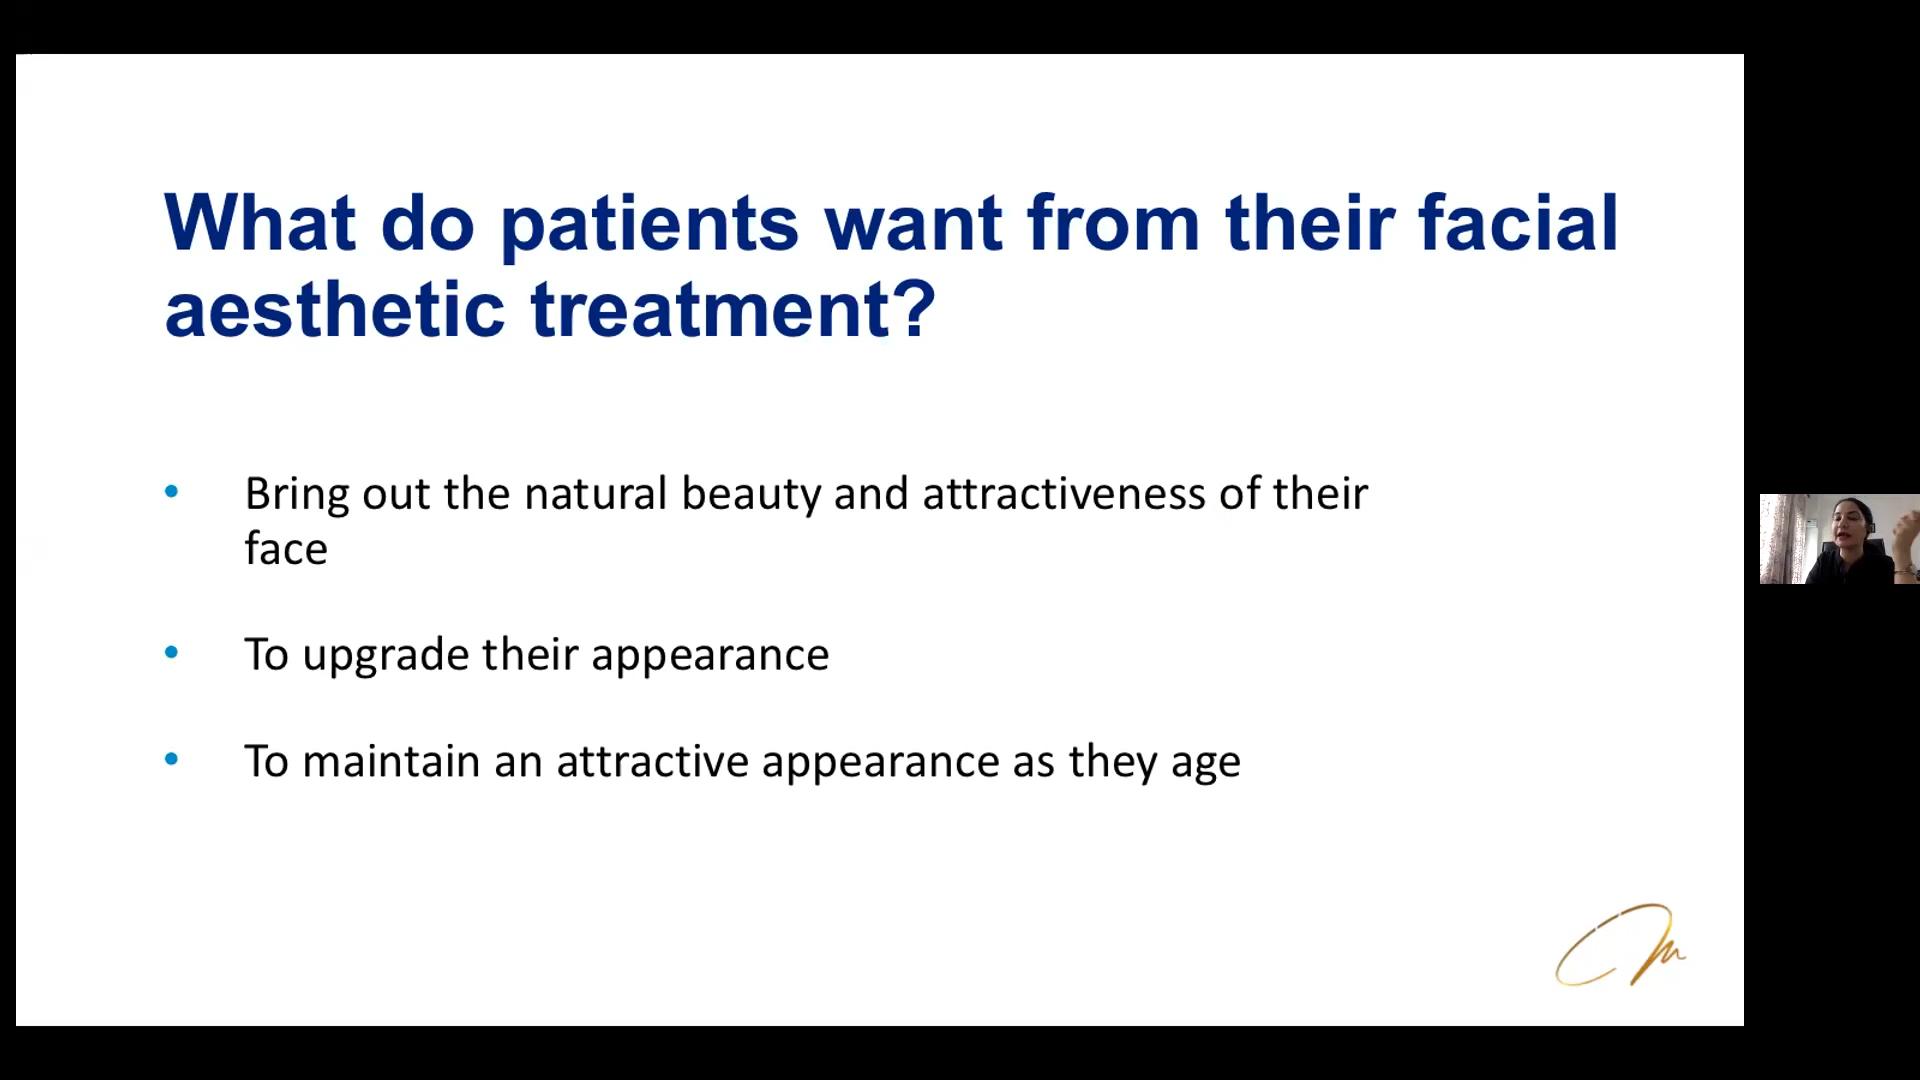 What do patients want from their facial
aesthetic treatment?
• Bring out the natural beauty and attractiveness of their
face
• To upgrade their appearance
• To maintain an attractive appearance as they age